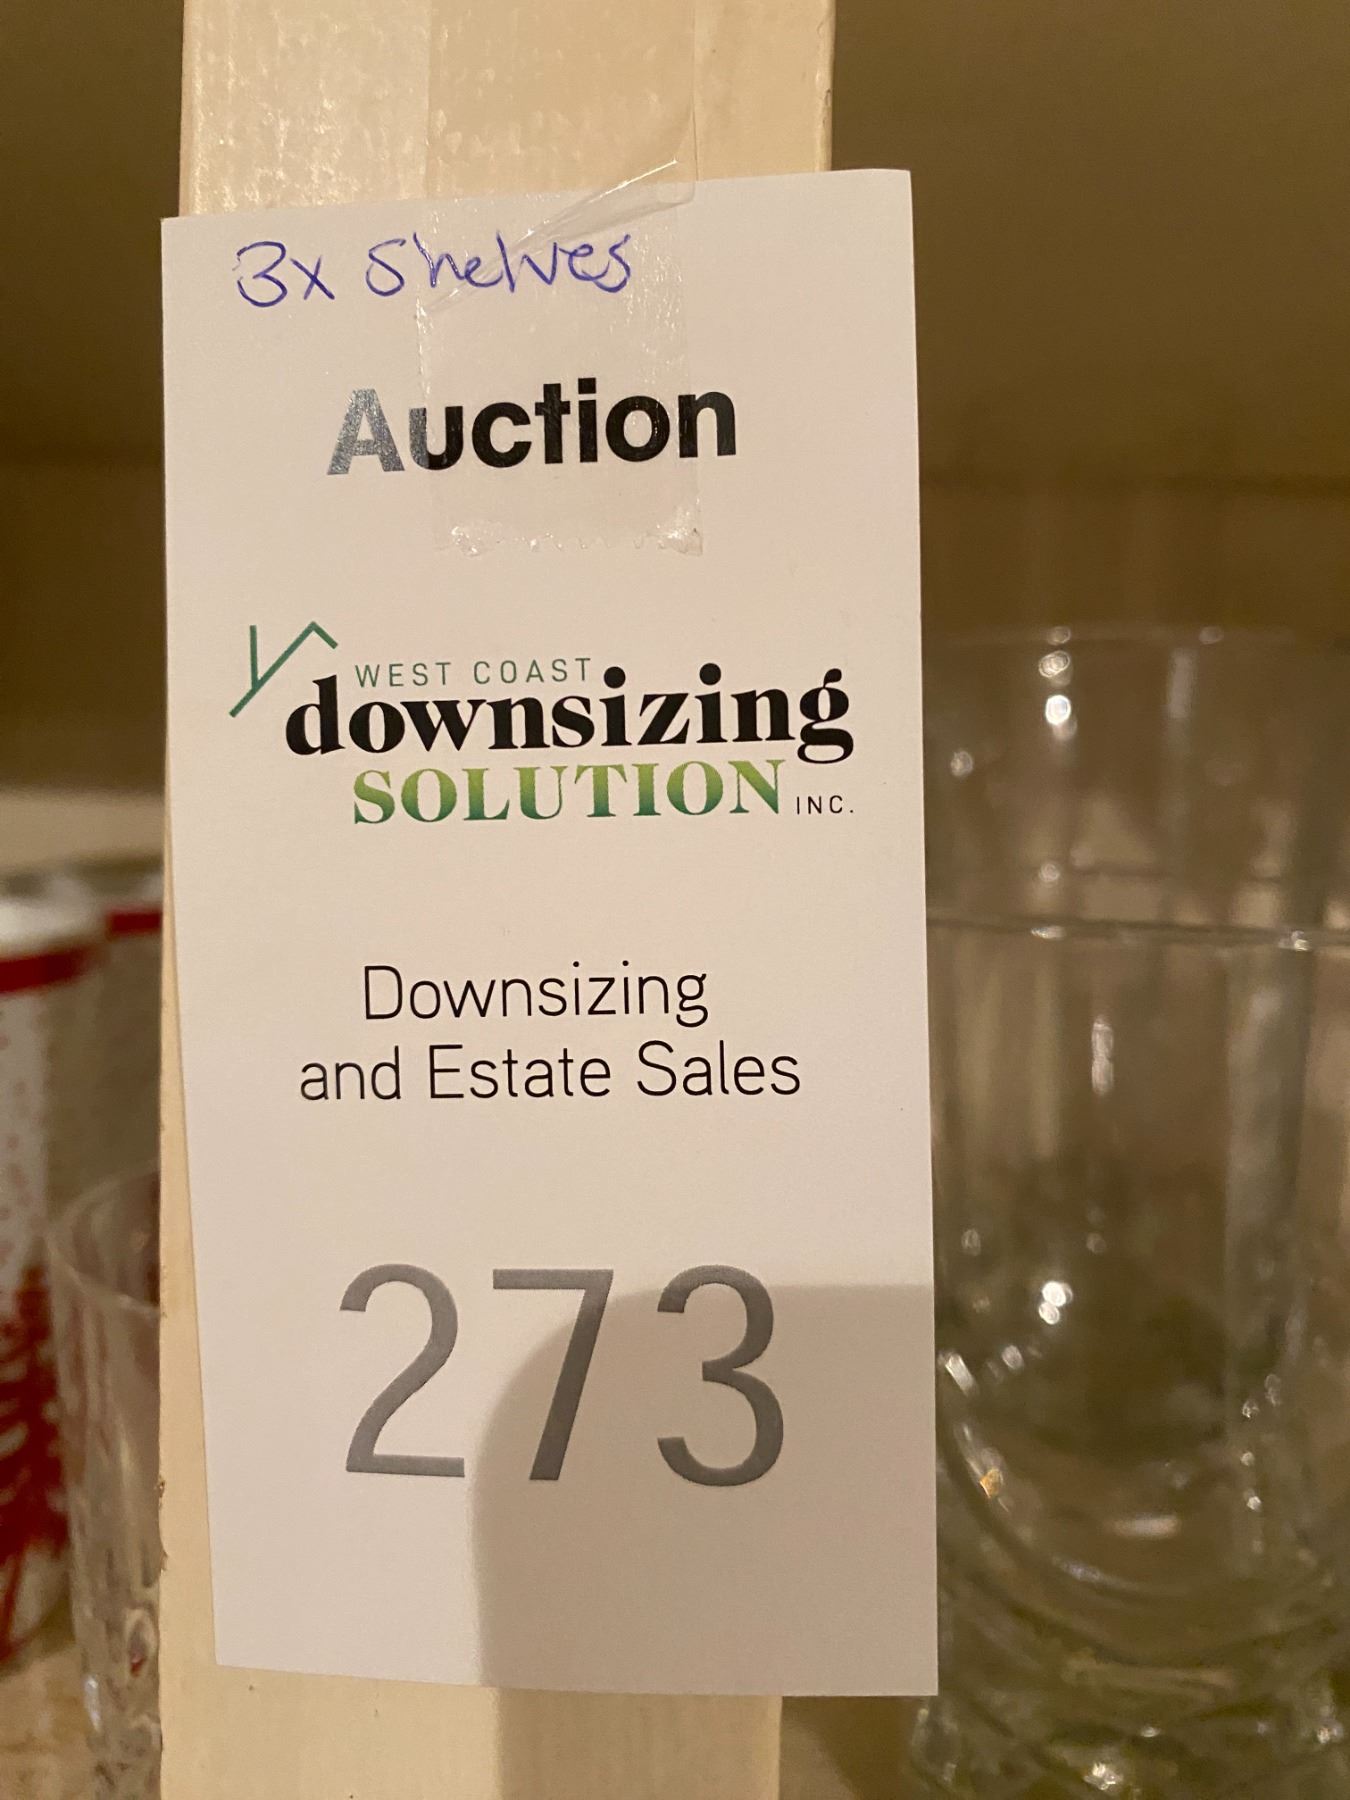 3x Shelves
Auction
WEST COAST
downsizing
SOLUTION INC.
Downsizing
and Estate Sales
273